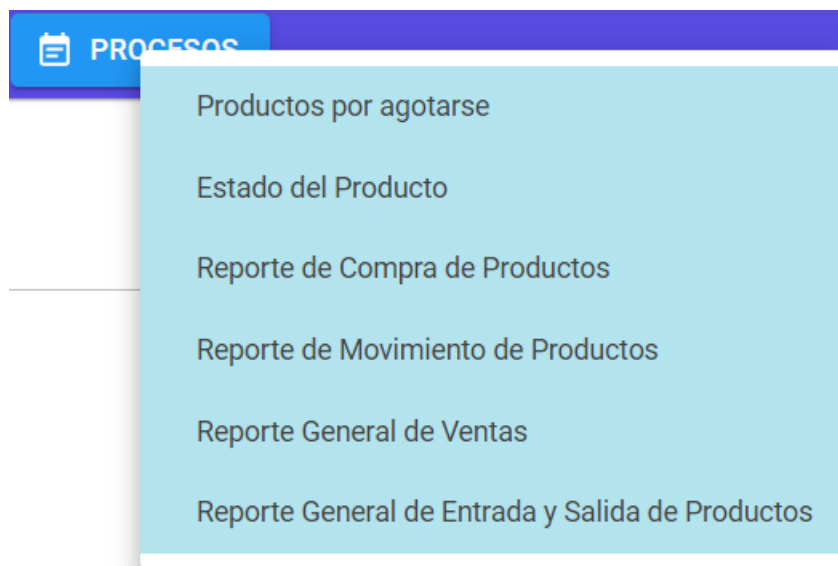 PROCESOS
Productos por agotarse
Estado del Producto
Reporte de Compra de Productos
Reporte de Movimiento de Productos
Reporte General de Ventas
Reporte General de Entrada y Salida de Productos